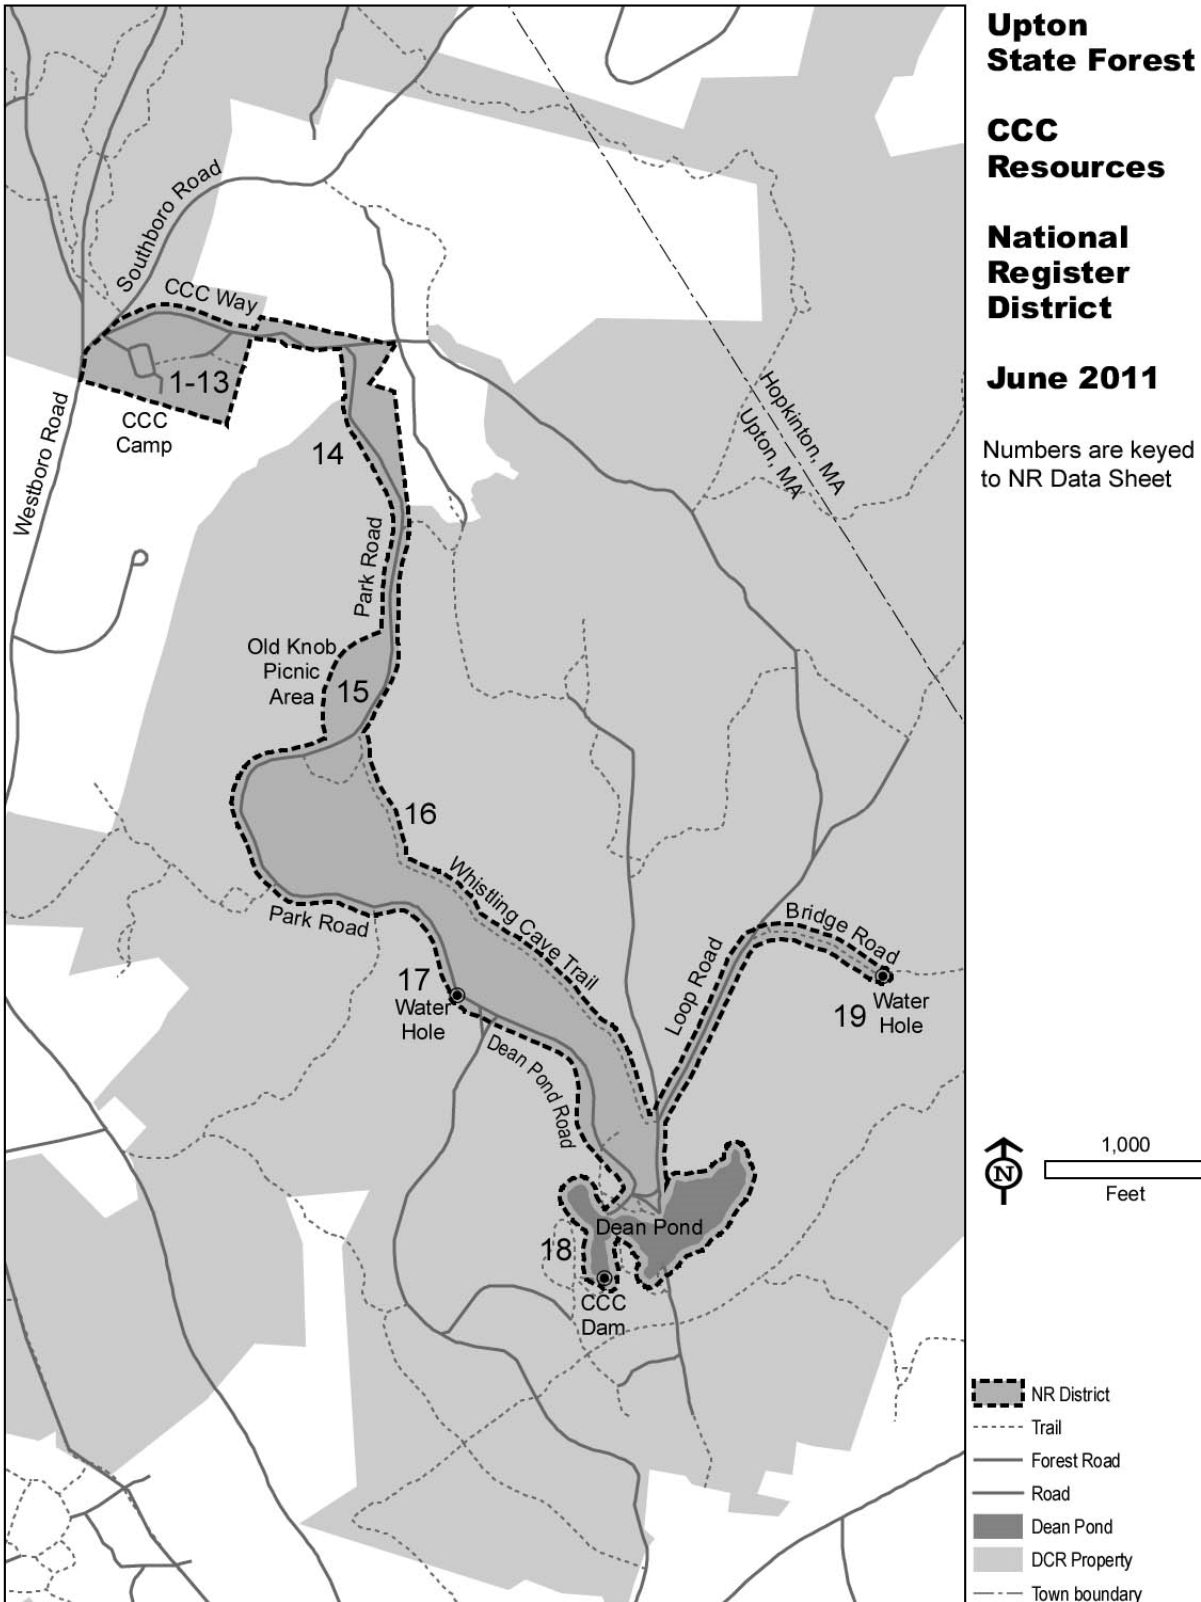 Upton
State Forest
CCC
Resources
National
Register
District
June 2011
Numbers are keyed
to NR Data Sheet
Southboro Road
CCC Way
1-13
CCC
Camp
Westboro Road
14
Park Road
Hopkinton, MA
Upton, MA
Old Knob
Picnic
Area
15
16
Whistling Cave Trail
Park Road
17
Water
Hole
Dean Pond Road
Loop Road
Bridge Road
19
Water
Hole
Dean Pond
18
CCC
Dam
N
1,000
Feet
NR District
Trail
Forest Road
Road
Dean Pond
DCR Property
Town boundary